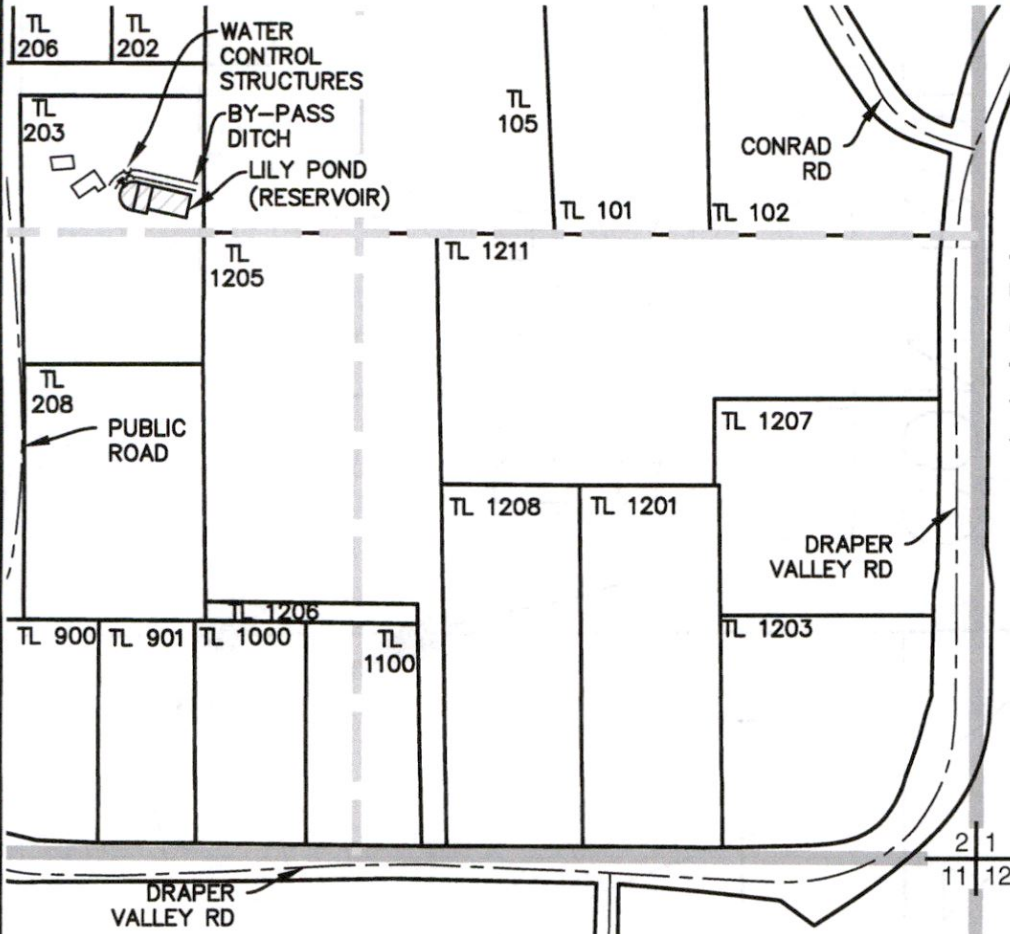 TL
206
TL
202
WATER
CONTROL
STRUCTURES
TL
203
BY-PASS
DITCH
LILY POND
(RESERVOIR)
TL
105
CONRAD
RD
TL 101
TL 102
TL
1205
TL 1211
TL
208
PUBLIC
ROAD
TL 1207
TL 1208
TL 1201
DRAPER
VALLEY RD
TL 1206
TL 900
TL 901
TL 1000
TL
1100
TL 1203
2 1
11 12
DRAPER
VALLEY RD